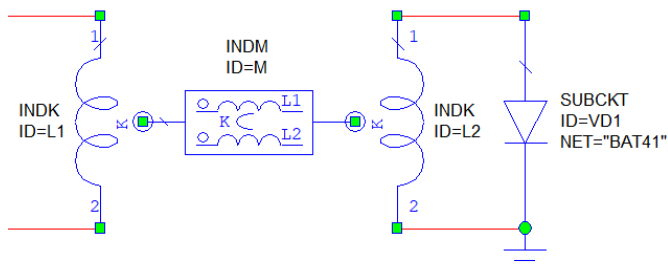 1
INDK
ID=L1
K
2
INDM
ID=M
L1
K
L2
1
K
INDK
ID=L2
2
SUBCKT
ID=VD1
NET="BAT41"